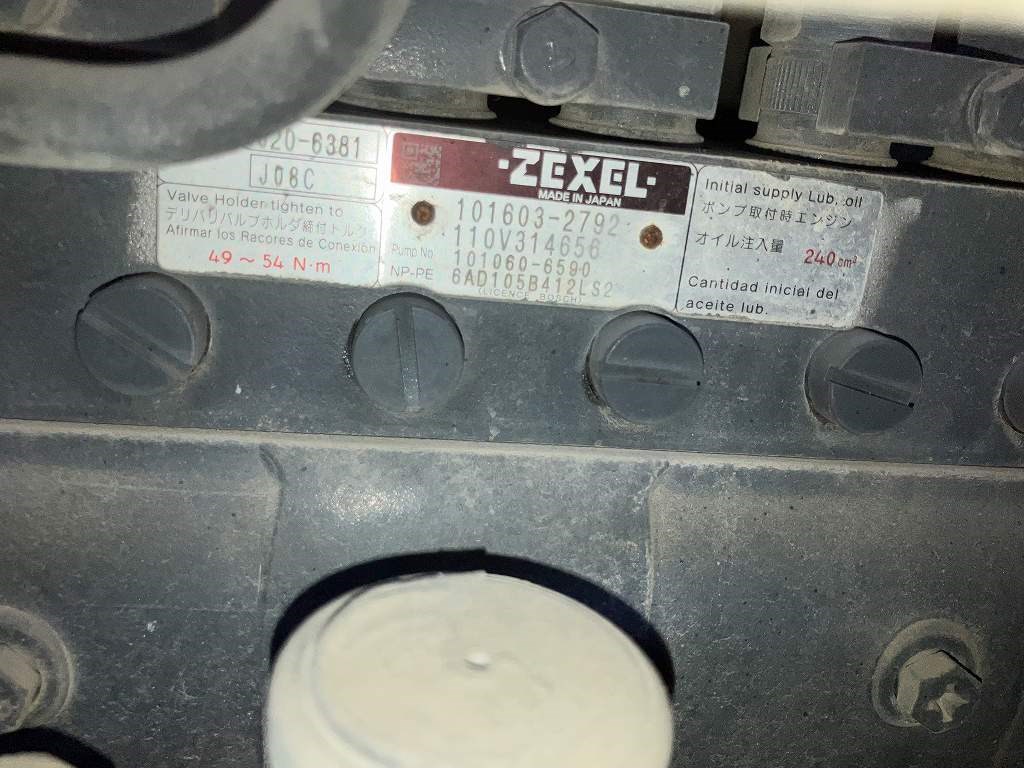 020-6381
J08C
Valve Holder tighten to
デリバリバルブホルダ締付トルク
Afirmar los Racores de Conexión
49 ~ 54 N·m
·ZEXEL·
MADE IN JAPAN
101603-2792
110V314656
Pump No. 101060-6590
NP-PE 6AD105B412LS2
(LICENCE BOSCH)
Initial supply Lub. oil
ポンプ取付時エンジン
オイル注入量 240cm³
Cantidad inicial del
aceite lub.